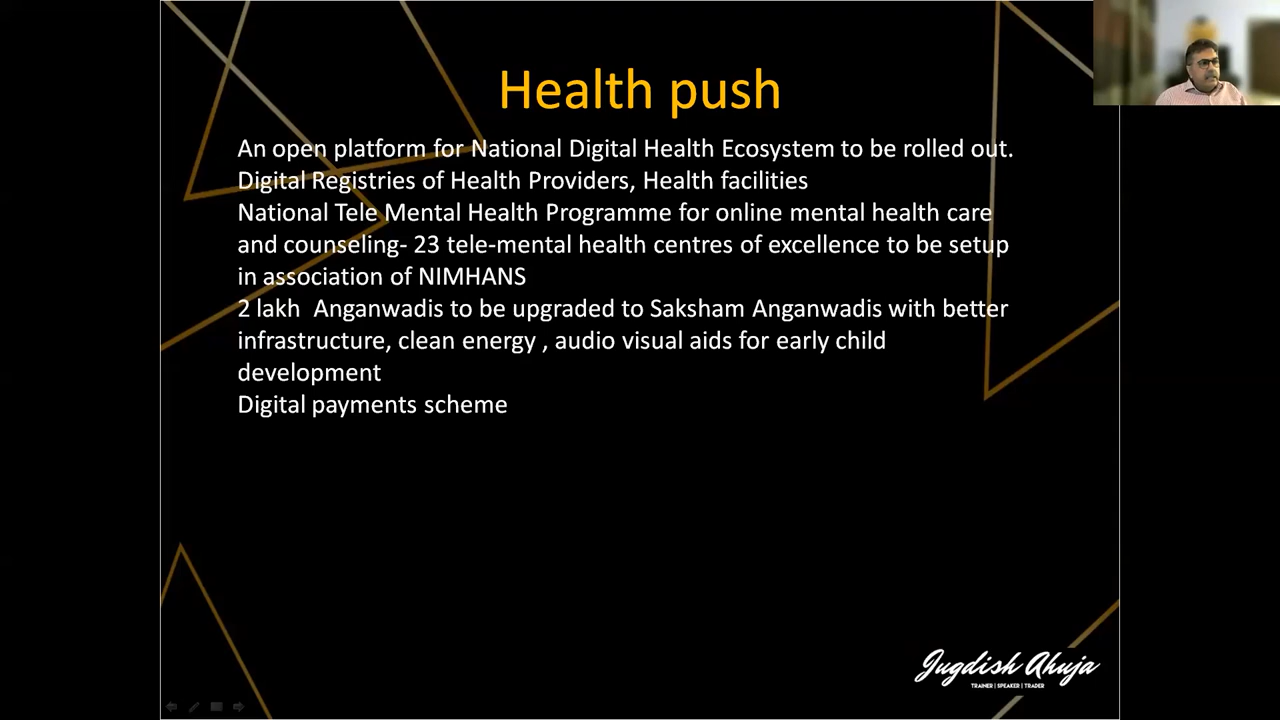 Health push
An open platform for National Digital Health Ecosystem to be rolled out.
Digital Registries of Health Providers, Health facilities
National Tele Mental Health Programme for online mental health care
and counseling- 23 tele-mental health centres of excellence to be setup
in association of NIMHANS
2 lakh  Anganwadis to be upgraded to Saksham Anganwadis with better
infrastructure, clean energy , audio visual aids for early child
development
Digital payments scheme
Jugdish Ahuja
TRAINER | SPEAKER | TRADER